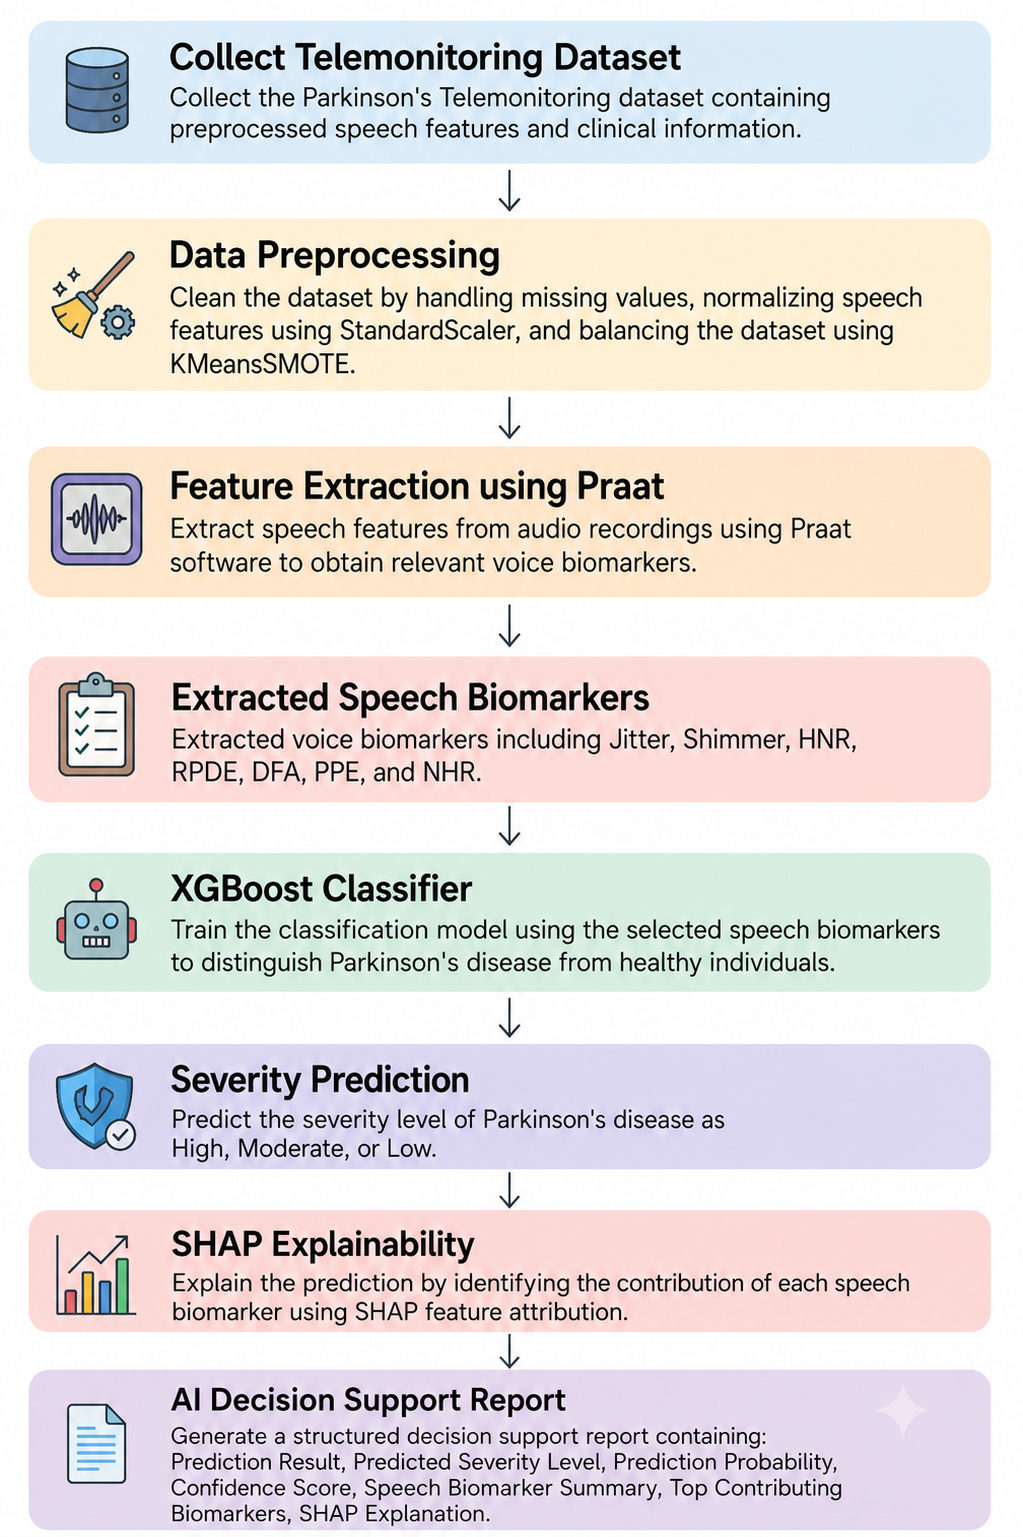 Collect Telemonitoring Dataset
Collect the Parkinson's Telemonitoring dataset containing
preprocessed speech features and clinical information.
Data Preprocessing
Clean the dataset by handling missing values, normalizing speech
features using StandardScaler, and balancing the dataset using
KMeansSMOTE.
Feature Extraction using Praat
Extract speech features from audio recordings using Praat
software to obtain relevant voice biomarkers.
Extracted Speech Biomarkers
Extracted voice biomarkers including Jitter, Shimmer, HNR,
RPDE, DFA, PPE, and NHR.
XGBoost Classifier
Train the classification model using the selected speech biomarkers
to distinguish Parkinson's disease from healthy individuals.
Severity Prediction
Predict the severity level of Parkinson's disease as
High, Moderate, or Low.
SHAP Explainability
Explain the prediction by identifying the contribution of each speech
biomarker using SHAP feature attribution.
AI Decision Support Report
Generate a structured decision support report containing:
Prediction Result, Predicted Severity Level, Prediction Probability,
Confidence Score, Speech Biomarker Summary, Top Contributing
Biomarkers, SHAP Explanation.